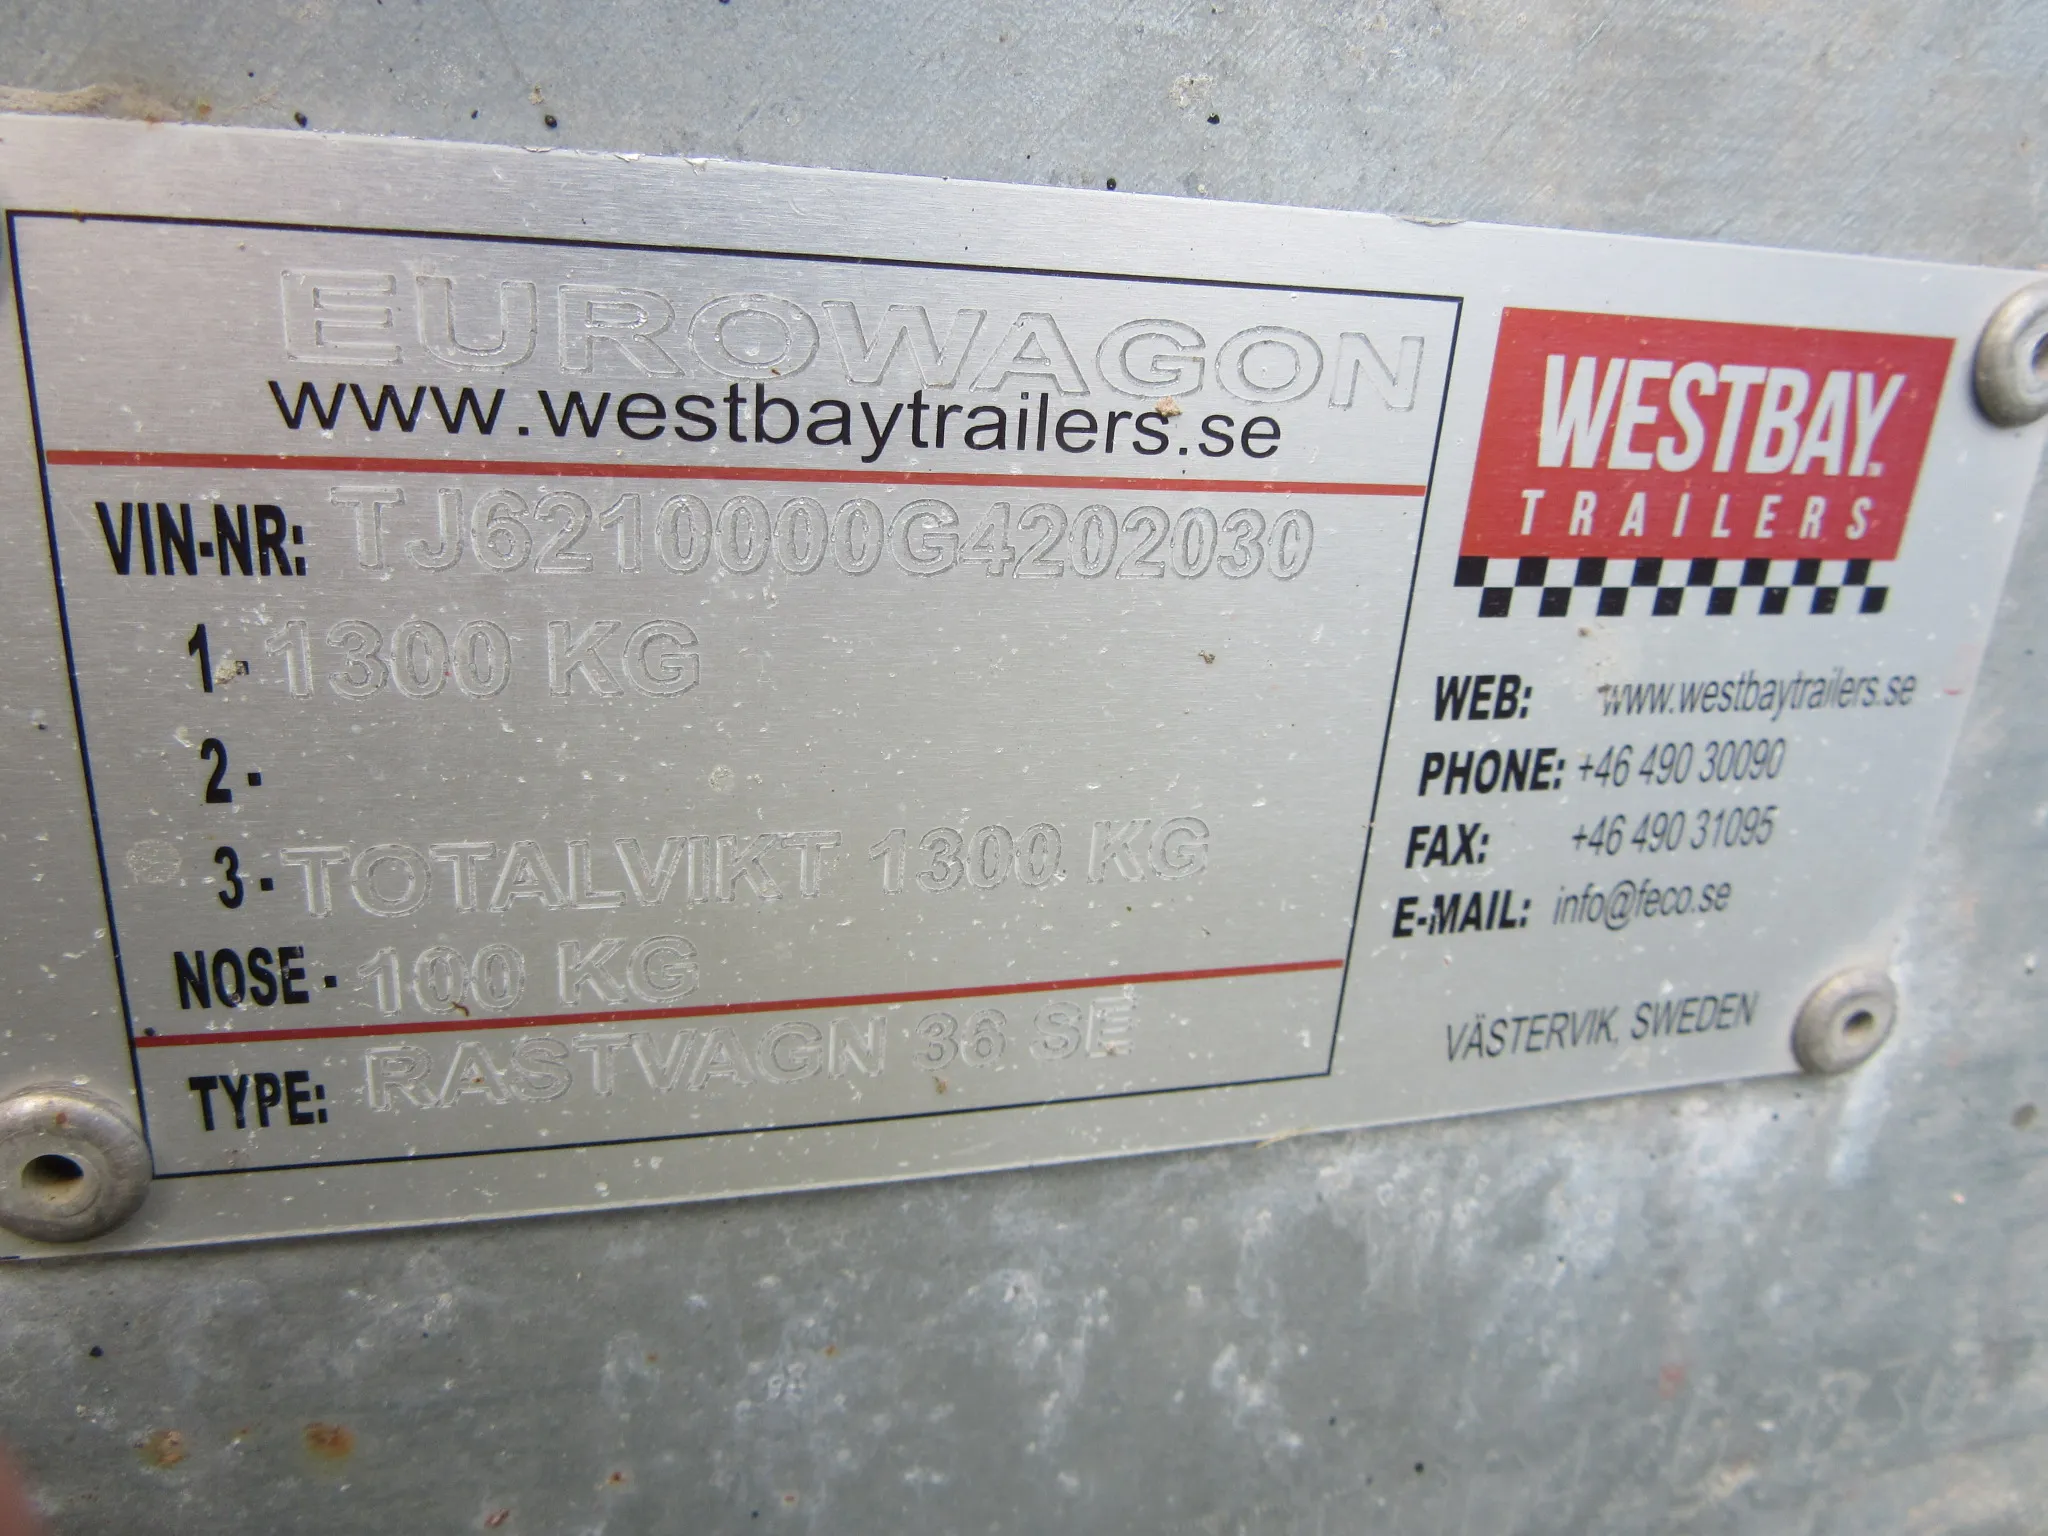 EUROWAGON
www.westbaytrailers.se
VIN-NR: TJ6210000G4202030
1- 1300 KG
2-
3- TOTALVIKT 1300 KG
NOSE- 100 KG
TYPE: RASTVAGN 36 SE
WESTBAY™
TRAILERS
WEB: www.westbaytrailers.se
PHONE: +46 490 30090
FAX: +46 490 31095
E-MAIL: info@feco.se
VÄSTERVIK, SWEDEN